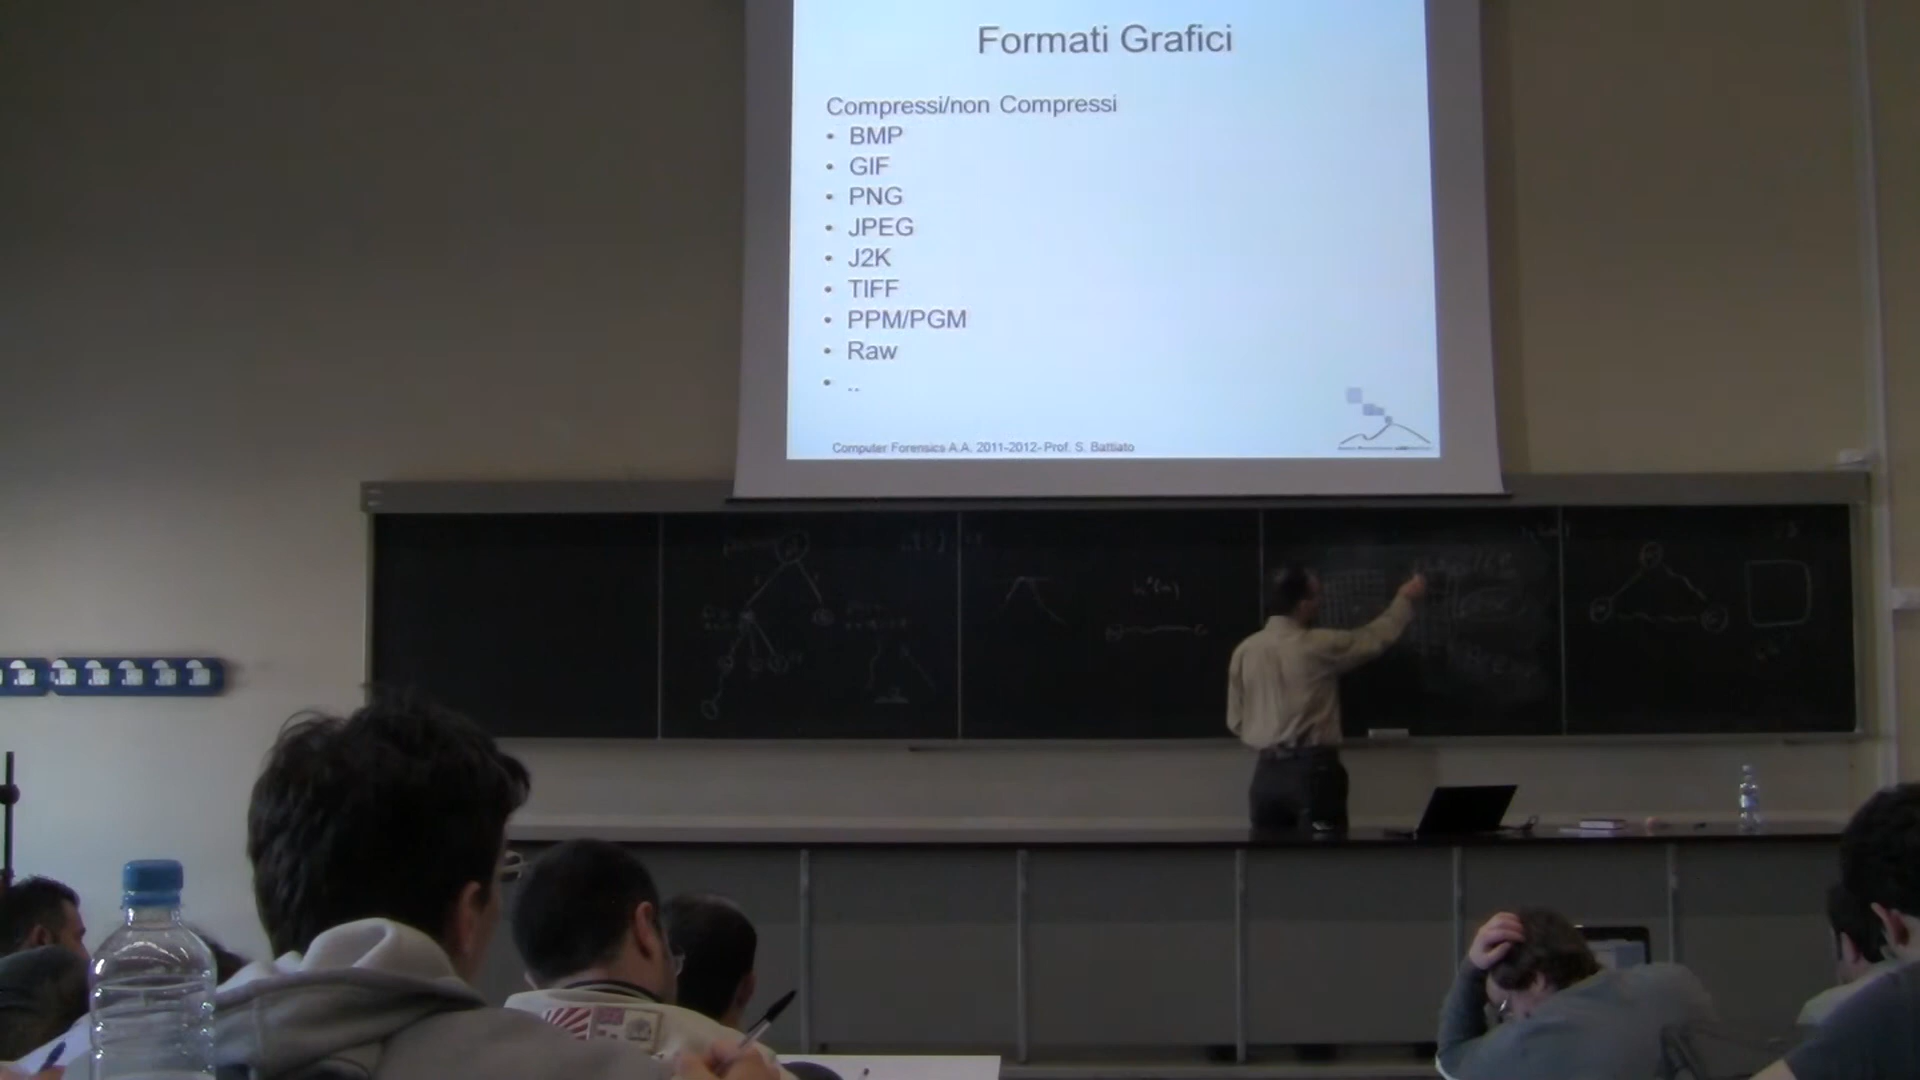 Formati Grafici
Compressi/non Compressi
• BMP
• GIF
• PNG
• JPEG
• J2K
• TIFF
• PPM/PGM
• Raw
• ..
Computer Forensics A.A. 2011-2012- Prof. S. Battiato